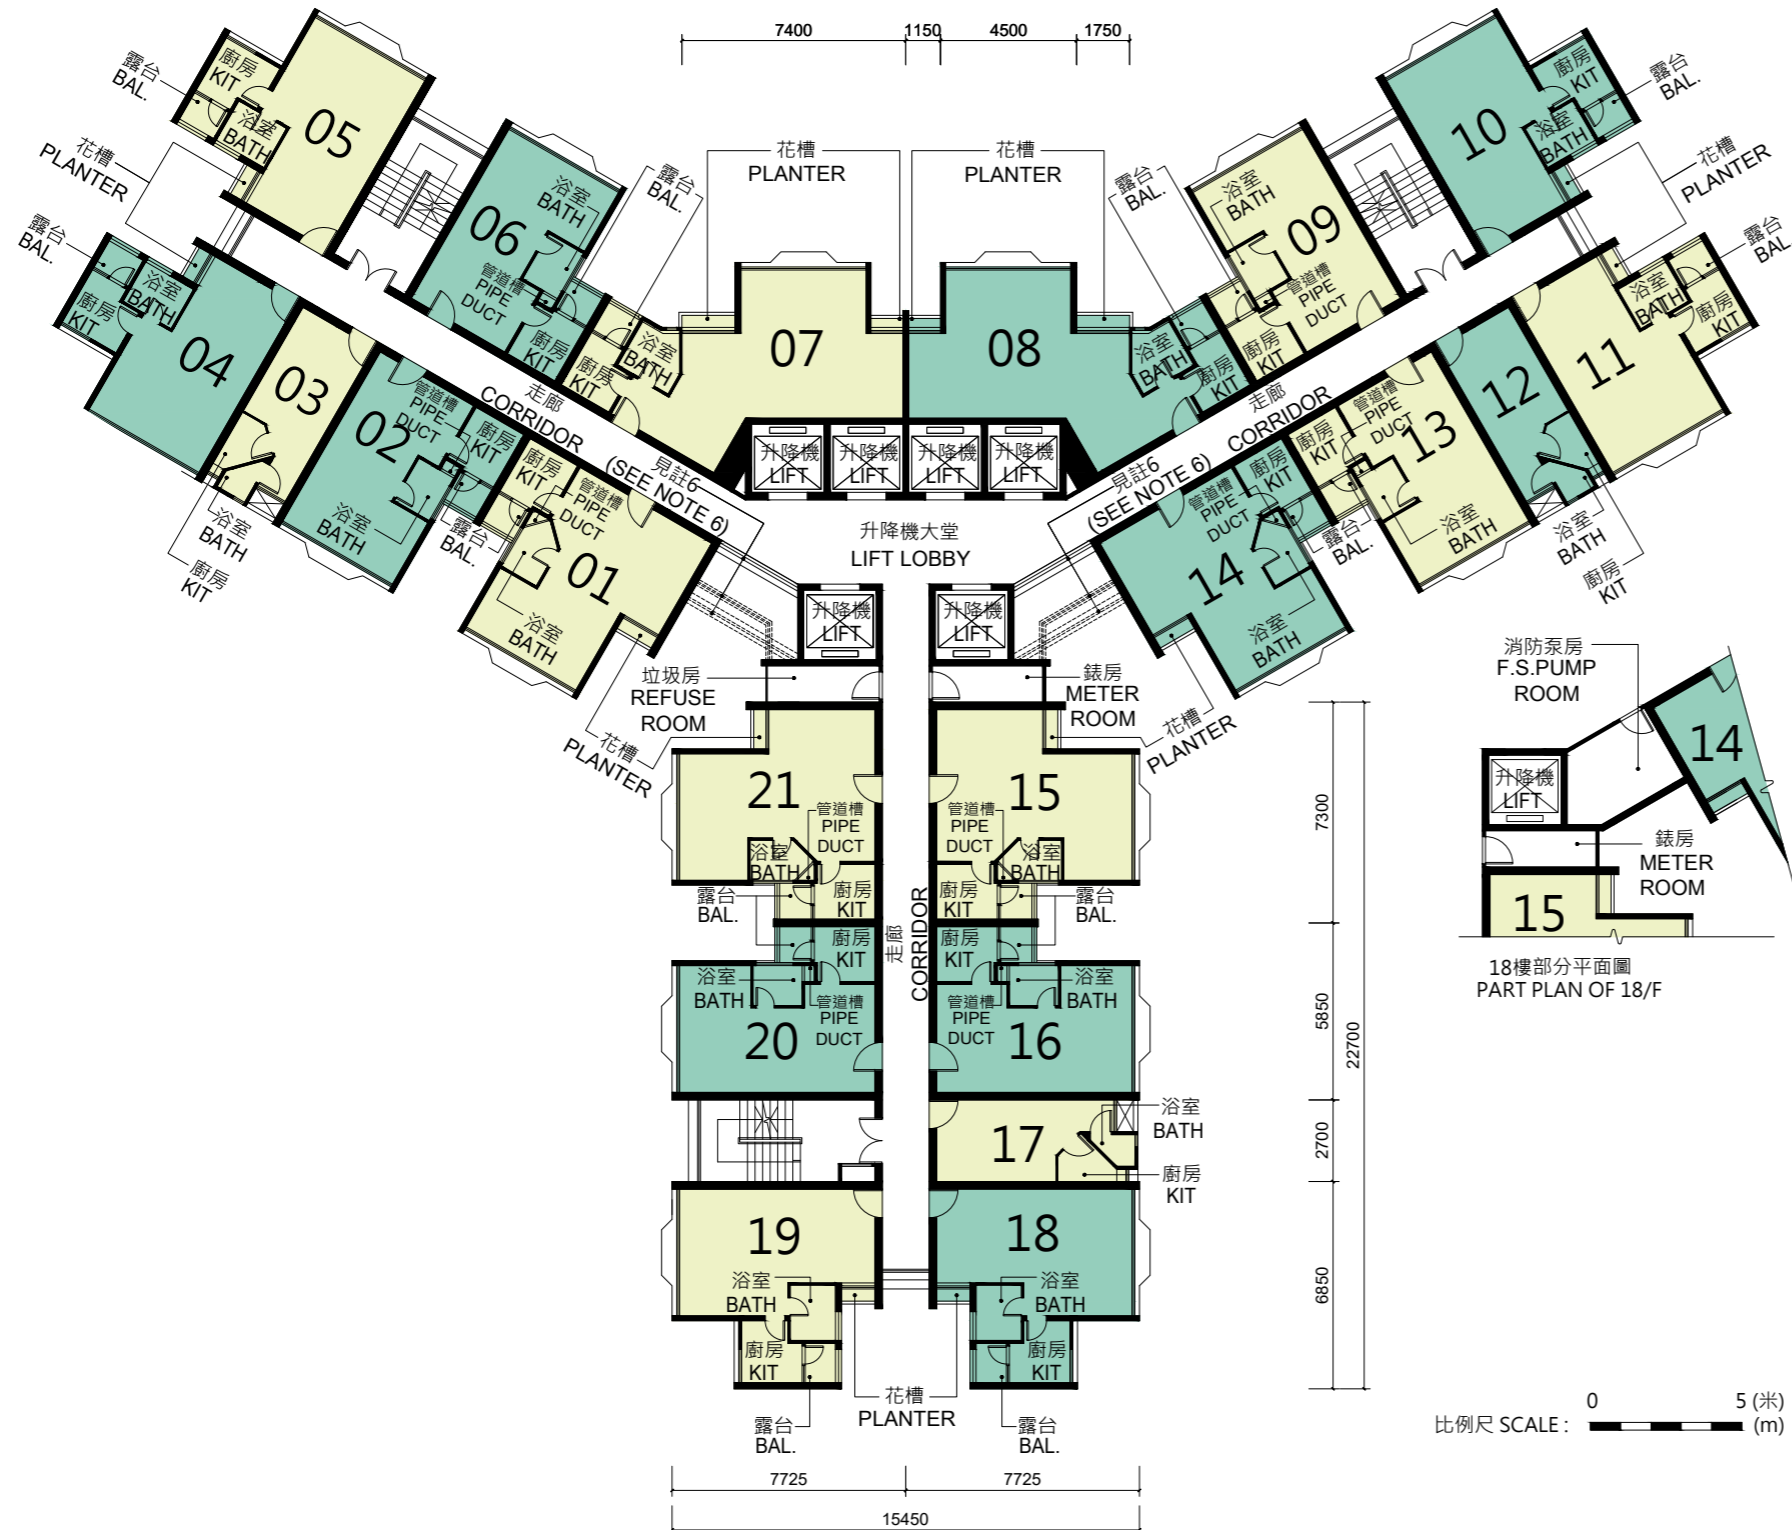 7400
1150
4500
1750
露台
BAL.
廚房
KIT
浴室
BATH
05
花槽
PLANTER
露台
BAL.
廚房
KIT
浴室
BATH
04
03
浴室
BATH
廚房
KIT
06
浴室
BATH
管道槽
PIPE
DUCT
廚房
KIT
露台
BAL.
花槽
PLANTER
07
浴室
BATH
廚房
KIT
花槽
PLANTER
08
浴室
BATH
廚房
KIT
露台
BAL.
09
浴室
BATH
管道槽
PIPE
DUCT
廚房
KIT
10
廚房
KIT
浴室
BATH
露台
BAL.
花槽
PLANTER
露台
BAL.
11
浴室
BATH
廚房
KIT
12
浴室
BATH
廚房
KIT
02
管道槽
PIPE
DUCT
廚房
KIT
浴室
BATH
露台
BAL.
01
廚房
KIT
管道槽
PIPE
DUCT
浴室
BATH
走廊
CORRIDOR
見註6
(SEE NOTE 6)
升降機
LIFT
升降機
LIFT
升降機
LIFT
升降機
LIFT
升降機大堂
LIFT LOBBY
升降機
LIFT
升降機
LIFT
走廊
CORRIDOR
見註6
(SEE NOTE 6)
13
廚房
KIT
管道槽
PIPE
DUCT
浴室
BATH
露台
BAL.
14
管道槽
PIPE
DUCT
廚房
KIT
浴室
BATH
垃圾房
REFUSE
ROOM
錶房
METER
ROOM
花槽
PLANTER
花槽
PLANTER
21
管道槽
PIPE
DUCT
浴室
BATH
廚房
KIT
露台
BAL.
15
管道槽
PIPE
DUCT
浴室
BATH
廚房
KIT
露台
BAL.
走廊
CORRIDOR
廚房
KIT
浴室
BATH
管道槽
PIPE
DUCT
20
廚房
KIT
浴室
BATH
管道槽
PIPE
DUCT
16
17
浴室
BATH
廚房
KIT
19
浴室
BATH
廚房
KIT
露台
BAL.
18
浴室
BATH
廚房
KIT
露台
BAL.
花槽
PLANTER
7300
5850
2700
6850
22700
7725
7725
15450
消防泵房
F.S.PUMP
ROOM
14
升降機
LIFT
錶房
METER
ROOM
15
18樓部分平面圖
PART PLAN OF 18/F
比例尺 SCALE :
0
5 (米)
(m)